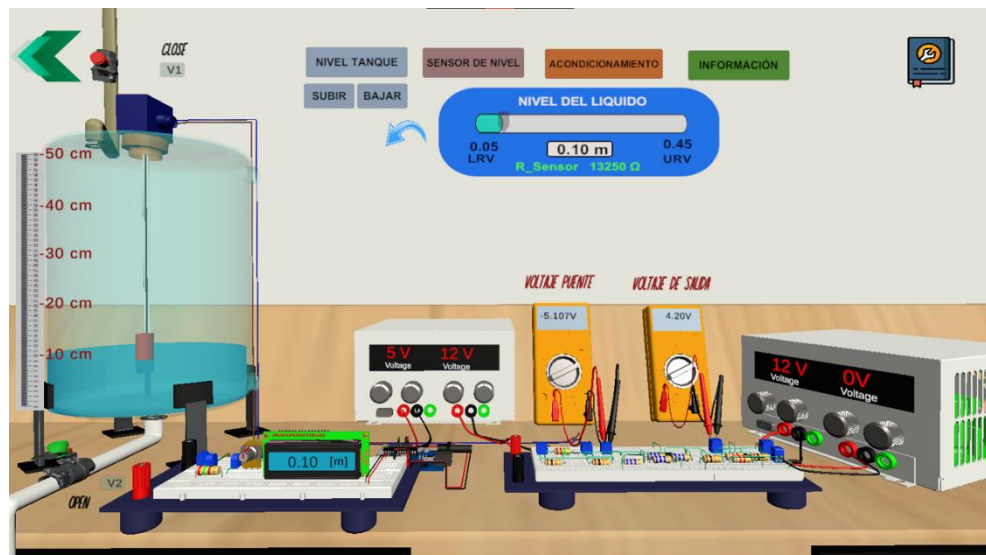 CLOSE
V1
NIVEL TANQUE
SENSOR DE NIVEL
ACONDICIONAMIENTO
INFORMACIÓN
SUBIR
BAJAR
NIVEL DEL LIQUIDO
0.05
LRV
0.10 m
0.45
URV
R_Sensor 13250 Ω
50 cm
40 cm
30 cm
20 cm
10 cm
VOLTAJE PUENTE
VOLTAJE DE SALIDA
-5.107V
4.20V
5 V
Voltage
12 V
Voltage
12 V
Voltage
0V
Voltage
0.10 [m]
V2
OPEN